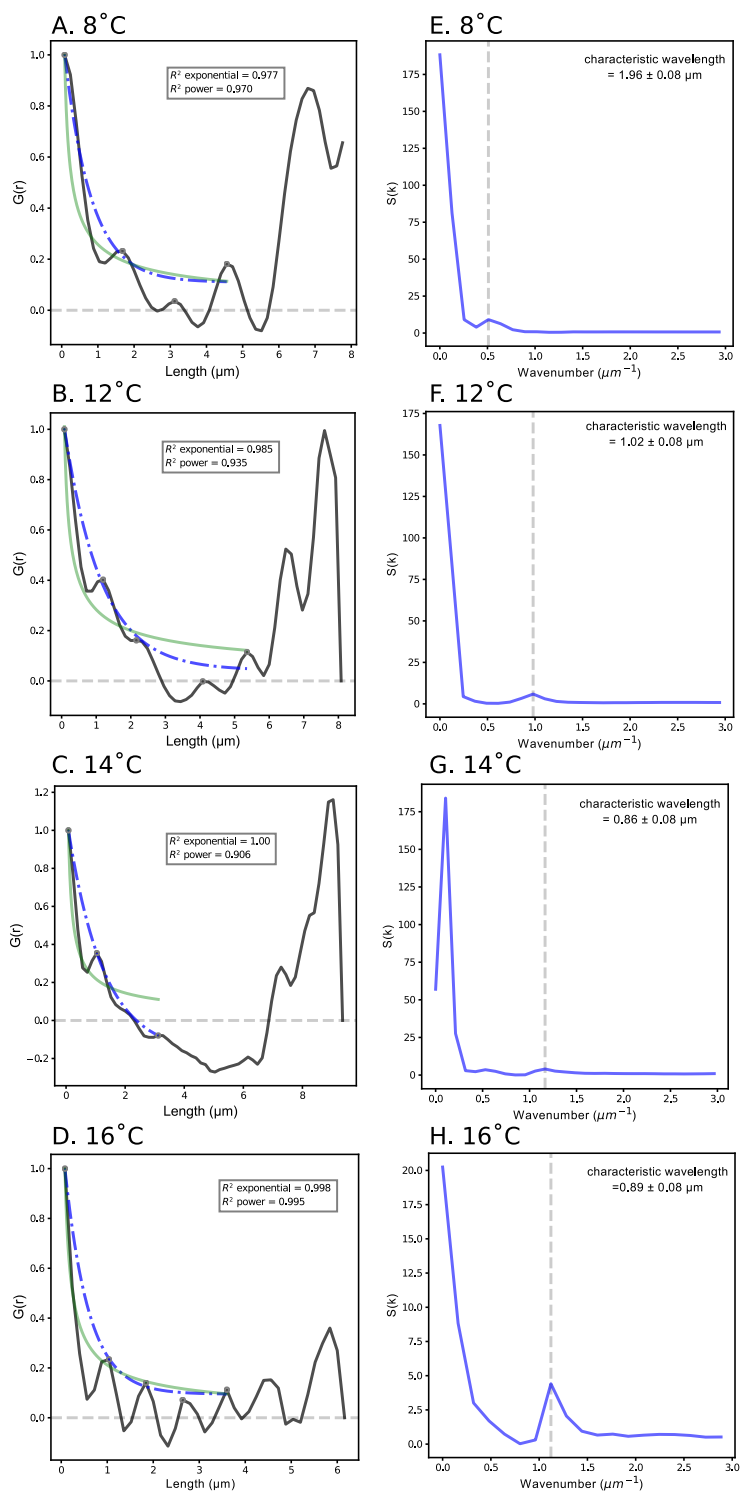 A. 8˚C
R² exponential = 0.977
R² power = 0.970
1.0
0.8
0.6
0.4
0.2
0.0
G(r)
0 1 2 3 4 5 6 7 8
Length (µm)
E. 8˚C
characteristic wavelength
= 1.96 ± 0.08 µm
175
150
125
100
75
50
25
0
S(k)
0.0 0.5 1.0 1.5 2.0 2.5 3.0
Wavenumber (µm⁻¹)
B. 12˚C
R² exponential = 0.985
R² power = 0.935
1.0
0.8
0.6
0.4
0.2
0.0
G(r)
0 1 2 3 4 5 6 7 8
Length (µm)
F. 12˚C
characteristic wavelength
= 1.02 ± 0.08 µm
175
150
125
100
75
50
25
0
S(k)
0.0 0.5 1.0 1.5 2.0 2.5 3.0
Wavenumber (µm⁻¹)
C. 14˚C
R² exponential = 1.00
R² power = 0.906
1.2
1.0
0.8
0.6
0.4
0.2
0.0
−0.2
G(r)
0 2 4 6 8
Length (µm)
G. 14˚C
characteristic wavelength
= 0.86 ± 0.08 µm
175
150
125
100
75
50
25
0
S(k)
0.0 0.5 1.0 1.5 2.0 2.5 3.0
Wavenumber (µm⁻¹)
D. 16˚C
R² exponential = 0.998
R² power = 0.995
1.0
0.8
0.6
0.4
0.2
0.0
G(r)
0 1 2 3 4 5 6
Length (µm)
H. 16˚C
characteristic wavelength
=0.89 ± 0.08 µm
20.0
17.5
15.0
12.5
10.0
7.5
5.0
2.5
0.0
S(k)
0.0 0.5 1.0 1.5 2.0 2.5 3.0
Wavenumber (µm⁻¹)